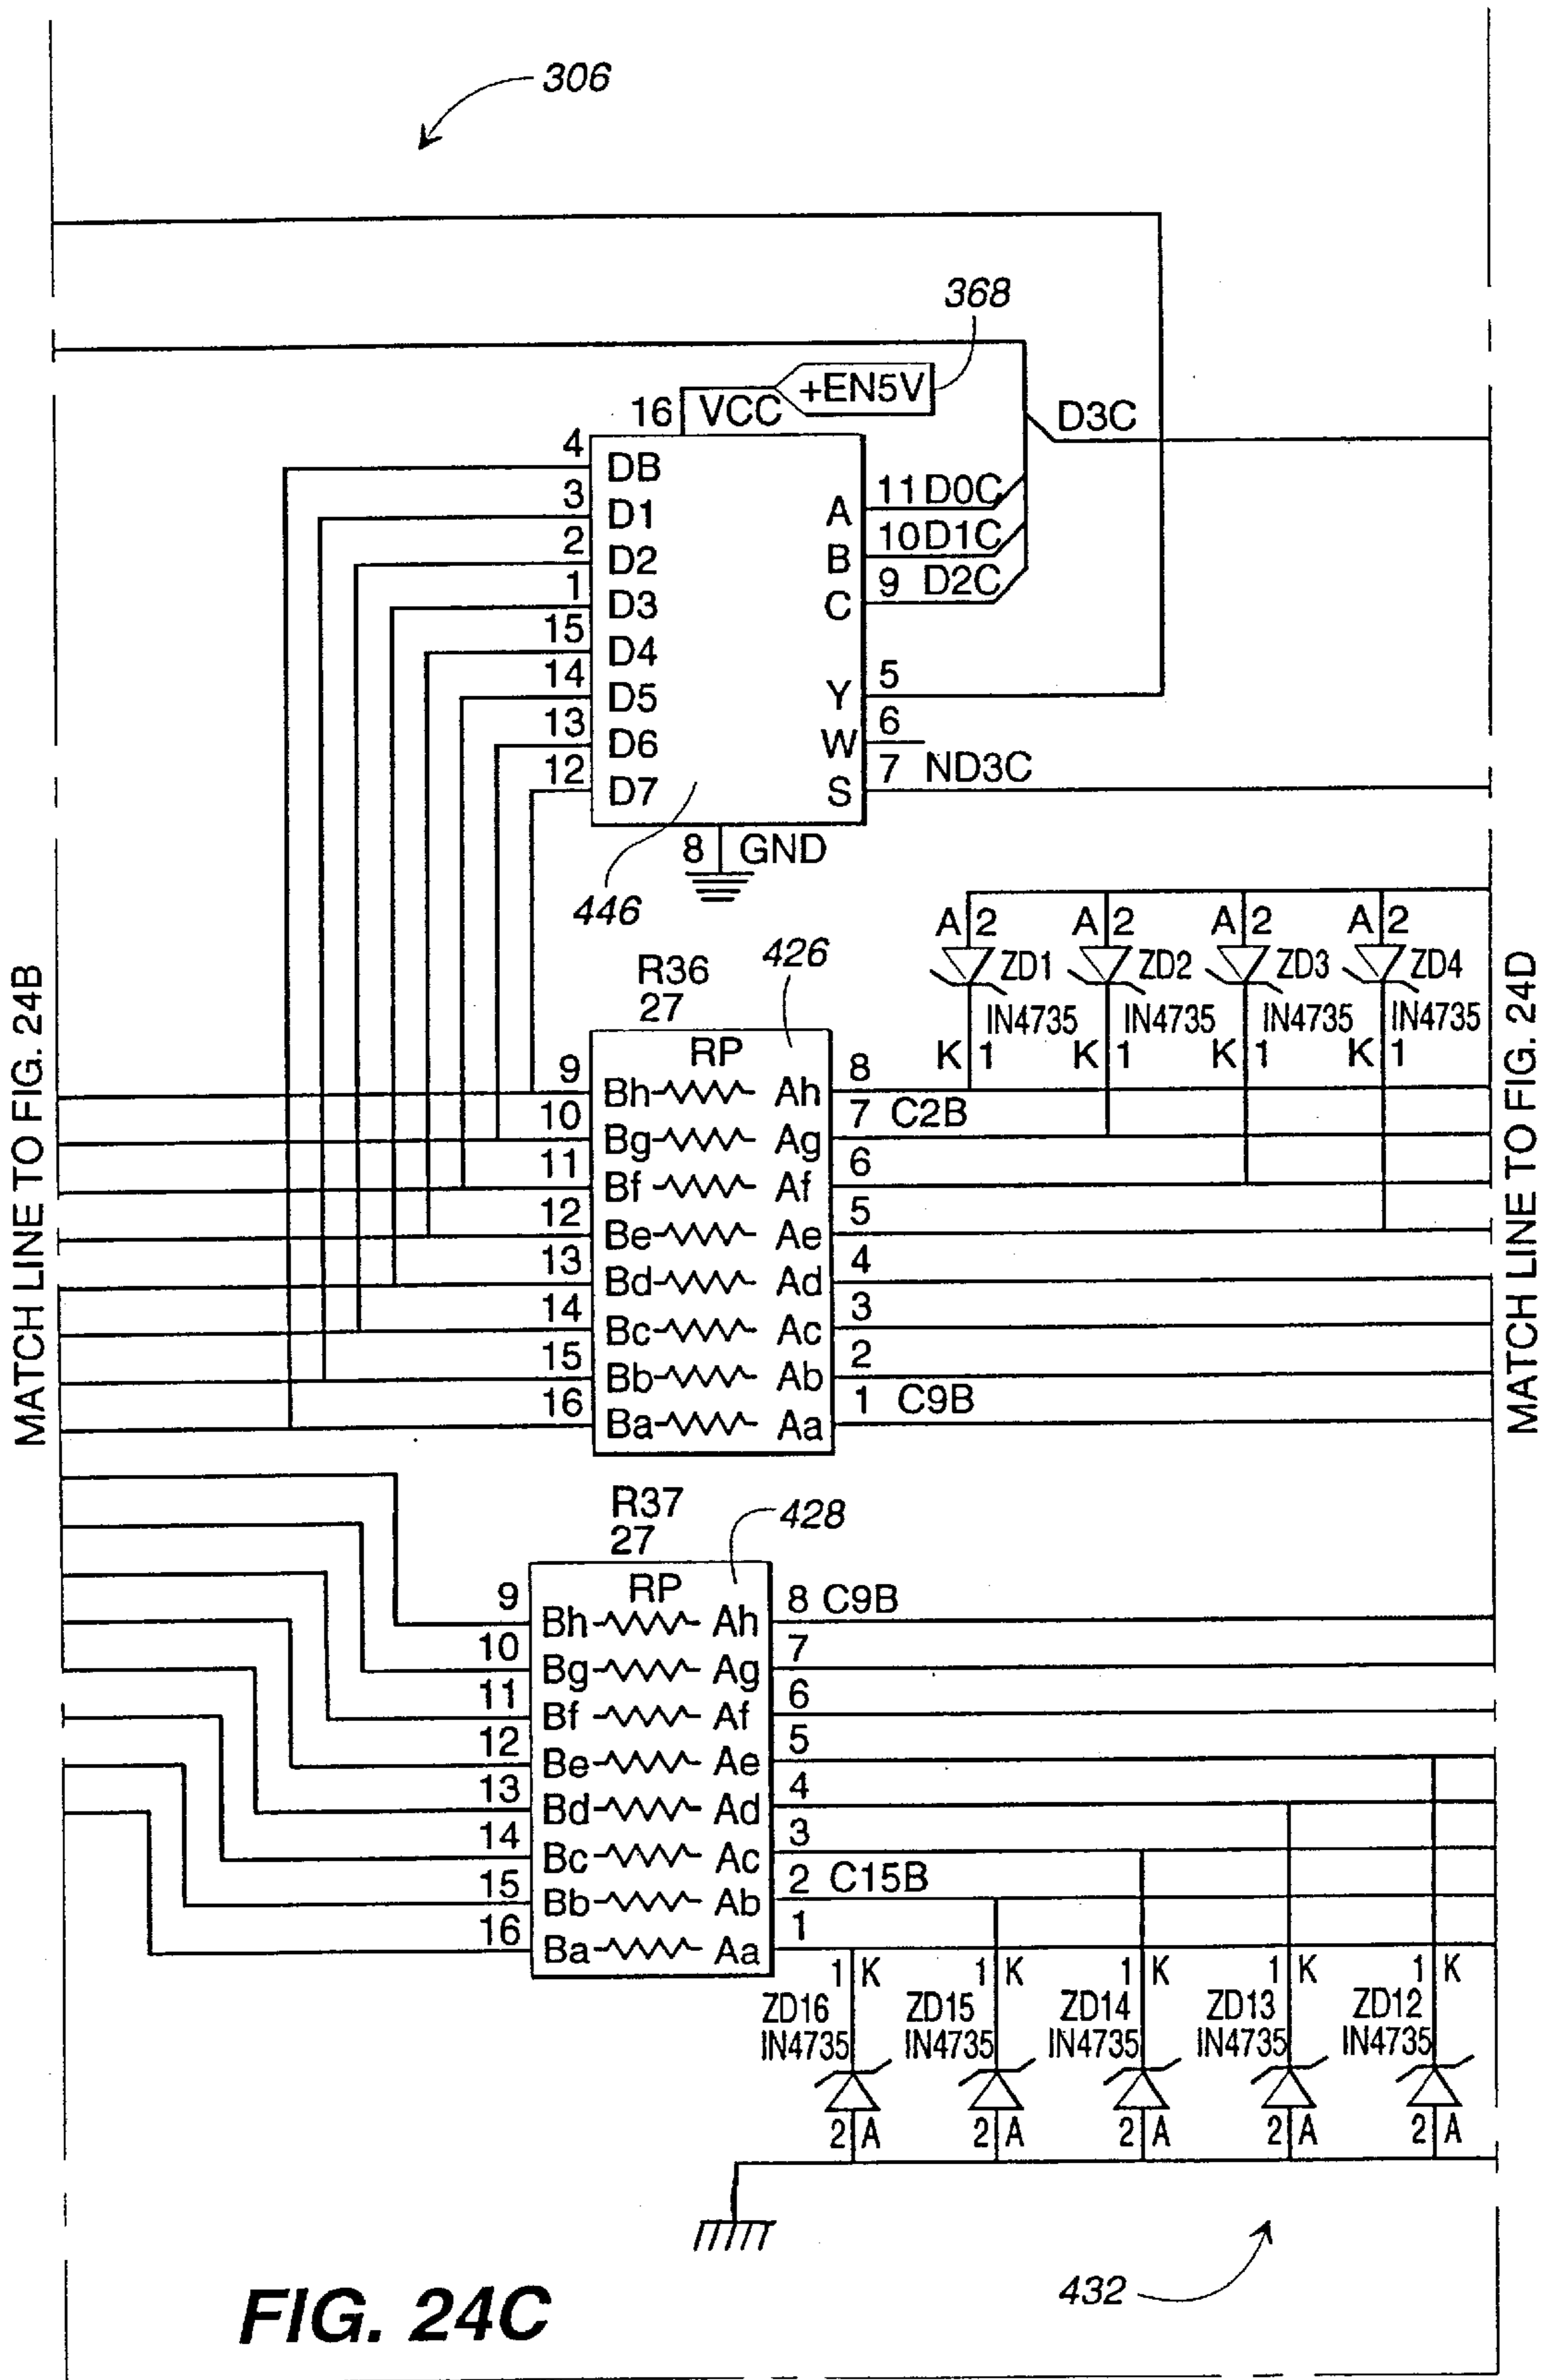 306
368
+EN5V
16 VCC
D3C
4 DB
3 D1
2 D2
1 D3
15 D4
14 D5
13 D6
12 D7
A 11 D0C
B 10 D1C
C 9 D2C
Y 5
W 6
S 7 ND3C
8 GND
446
A 2 A 2 A 2 A 2
ZD1 ZD2 ZD3 ZD4
IN4735 IN4735 IN4735 IN4735
K 1 K 1 K 1 K 1
R36
27
426
RP
9 Bh Ah 8
10 Bg Ag 7 C2B
11 Bf Af 6
12 Be Ae 5
13 Bd Ad 4
14 Bc Ac 3
15 Bb Ab 2
16 Ba Aa 1 C9B
MATCH LINE TO FIG. 24B
MATCH LINE TO FIG. 24D
R37
27
428
RP
9 Bh Ah 8 C9B
10 Bg Ag 7
11 Bf Af 6
12 Be Ae 5
13 Bd Ad 4
14 Bc Ac 3
15 Bb Ab 2 C15B
16 Ba Aa 1
1 K 1 K 1 K 1 K 1 K
ZD16 ZD15 ZD14 ZD13 ZD12
IN4735 IN4735 IN4735 IN4735 IN4735
2 A 2 A 2 A 2 A 2 A
432
FIG. 24C